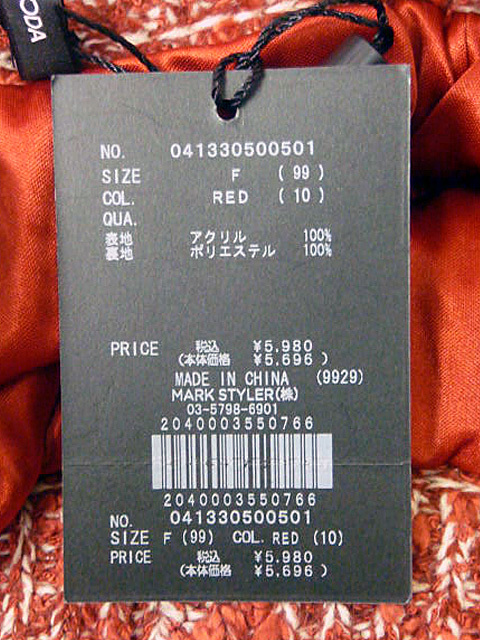 ODA
NO. 041330500501
SIZE F (99)
COL. RED (10)
QUA.
表地 アクリル 100%
裏地 ポリエステル 100%
PRICE 税込 ¥5.980
(本体価格 ¥5.696)
MADE IN CHINA (9929)
MARK STYLER(株)
03-5798-6901
2040003550766
2040003550766
NO. 041330500501
SIZE F (99) COL. RED (10)
PRICE 税込 ¥5.980
(本体価格 ¥5.696)